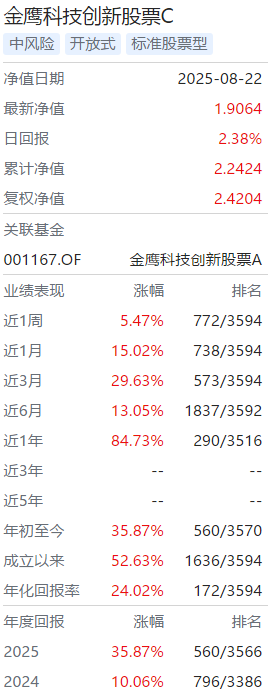 金鹰科技创新股票C
中风险 开放式 标准股票型
净值日期 2025-08-22
最新净值 1.9064
日回报 2.38%
累计净值 2.2424
复权净值 2.4204
关联基金
001167.OF 金鹰科技创新股票A
业绩表现 涨幅 排名
近1周 5.47% 772/3594
近1月 15.02% 738/3594
近3月 29.63% 573/3594
近6月 13.05% 1837/3592
近1年 84.73% 290/3516
近3年 -- --
近5年 -- --
年初至今 35.87% 560/3570
成立以来 52.63% 1636/3594
年化回报率 24.02% 172/3594
年度回报 涨幅 排名
2025 35.87% 560/3566
2024 10.06% 796/3386